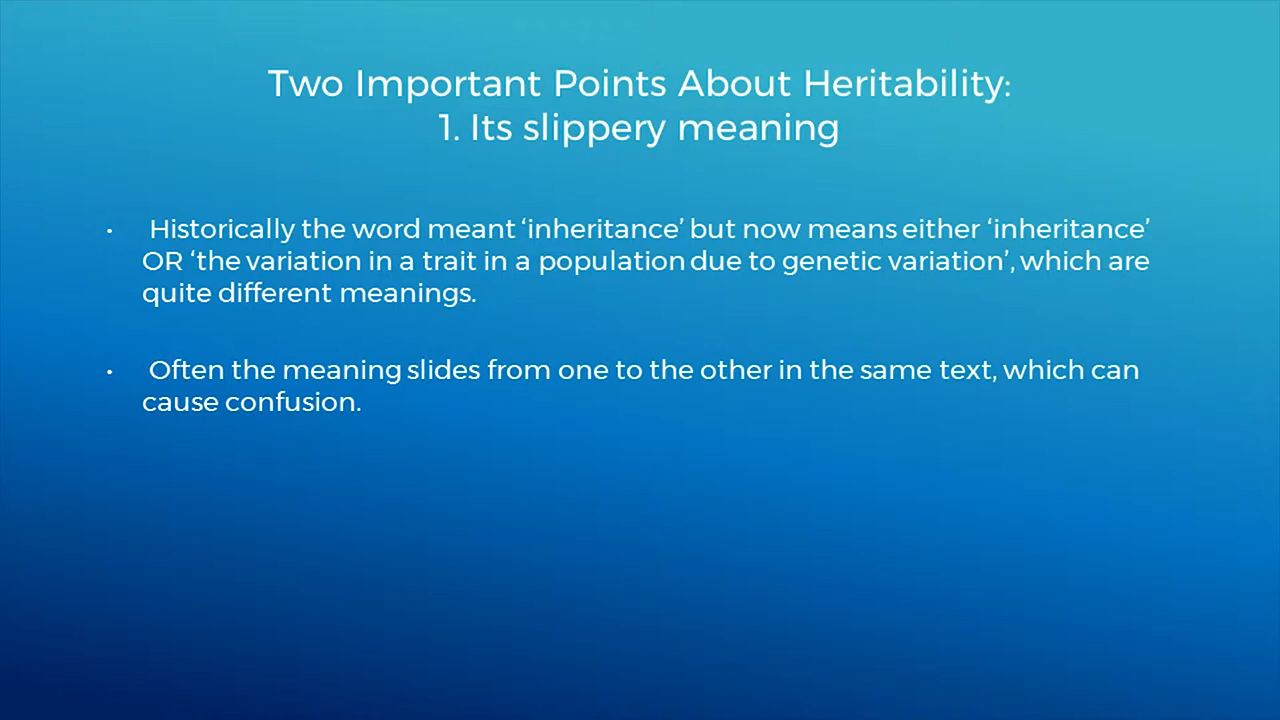 Two Important Points About Heritability:
1. Its slippery meaning
• Historically the word meant ‘inheritance’ but now means either ‘inheritance’
OR ‘the variation in a trait in a population due to genetic variation’, which are
quite different meanings.
• Often the meaning slides from one to the other in the same text, which can
cause confusion.